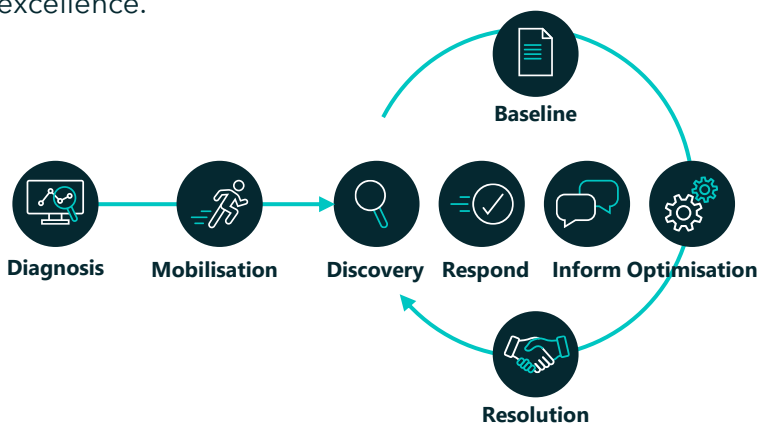 excellence.
Baseline
Diagnosis
Mobilisation
Discovery
Respond
Inform
Optimisation
Resolution